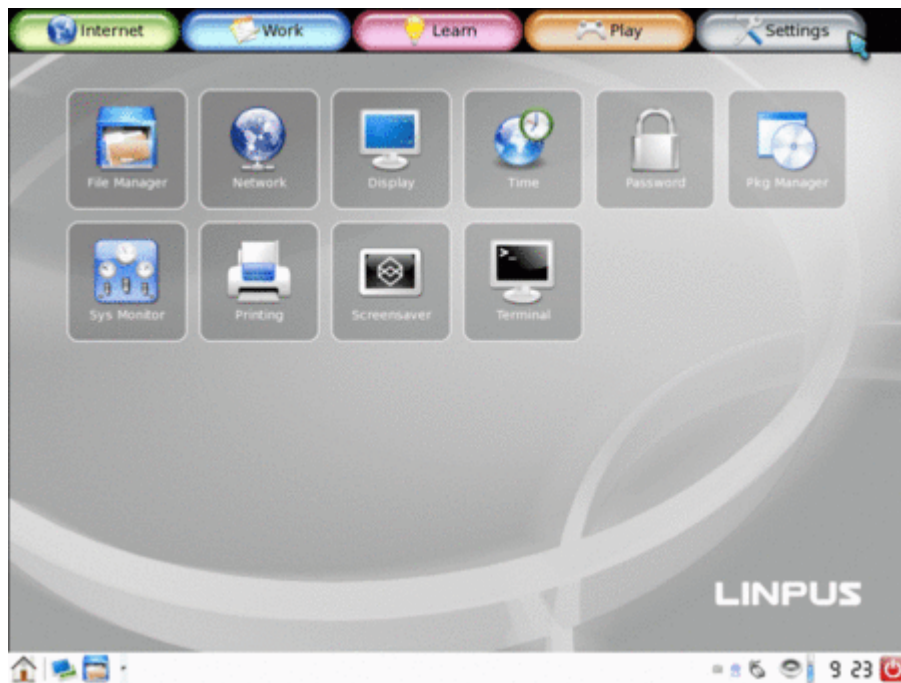 Internet Work Learn Play Settings
File Manager Network Display Time Password Pkg Manager
>_
Sys Monitor Printing Screensaver Terminal
LINPUS
9 23